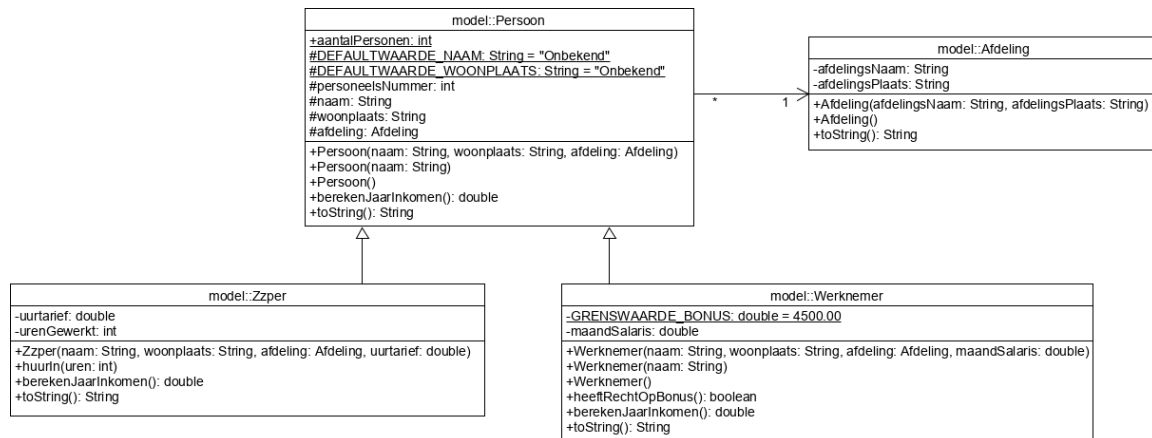 model::Persoon
+aantalPersonen: int
#DEFAULTWAARDE_NAAM: String = "Onbekend"
#DEFAULTWAARDE_WOONPLAATS: String = "Onbekend"
#personeelsNummer: int
#naam: String
#woonplaats: String
#afdeling: Afdeling
+Persoon(naam: String, woonplaats: String, afdeling: Afdeling)
+Persoon(naam: String)
+Persoon()
+berekenJaarInkomen(): double
+toString(): String
*
1
model::Afdeling
-afdelingsNaam: String
-afdelingsPlaats: String
+Afdeling(afdelingsNaam: String, afdelingsPlaats: String)
+Afdeling()
+toString(): String
model::Zzper
-uurtarief: double
-urenGewerkt: int
+Zzper(naam: String, woonplaats: String, afdeling: Afdeling, uurtarief: double)
+huurIn(uren: int)
+berekenJaarInkomen(): double
+toString(): String
model::Werknemer
-GRENSWAARDE_BONUS: double = 4500.00
-maandSalaris: double
+Werknemer(naam: String, woonplaats: String, afdeling: Afdeling, maandSalaris: double)
+Werknemer(naam: String)
+Werknemer()
+heeftRechtOpBonus(): boolean
+berekenJaarInkomen(): double
+toString(): String